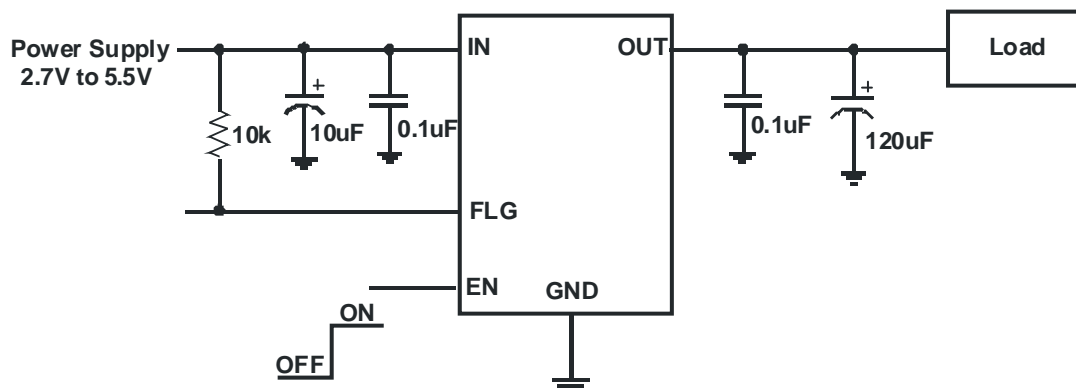 Power Supply
2.7V to 5.5V
IN
OUT
Load
10k
10uF
+
0.1uF
0.1uF
+
120uF
FLG
EN
GND
ON
OFF